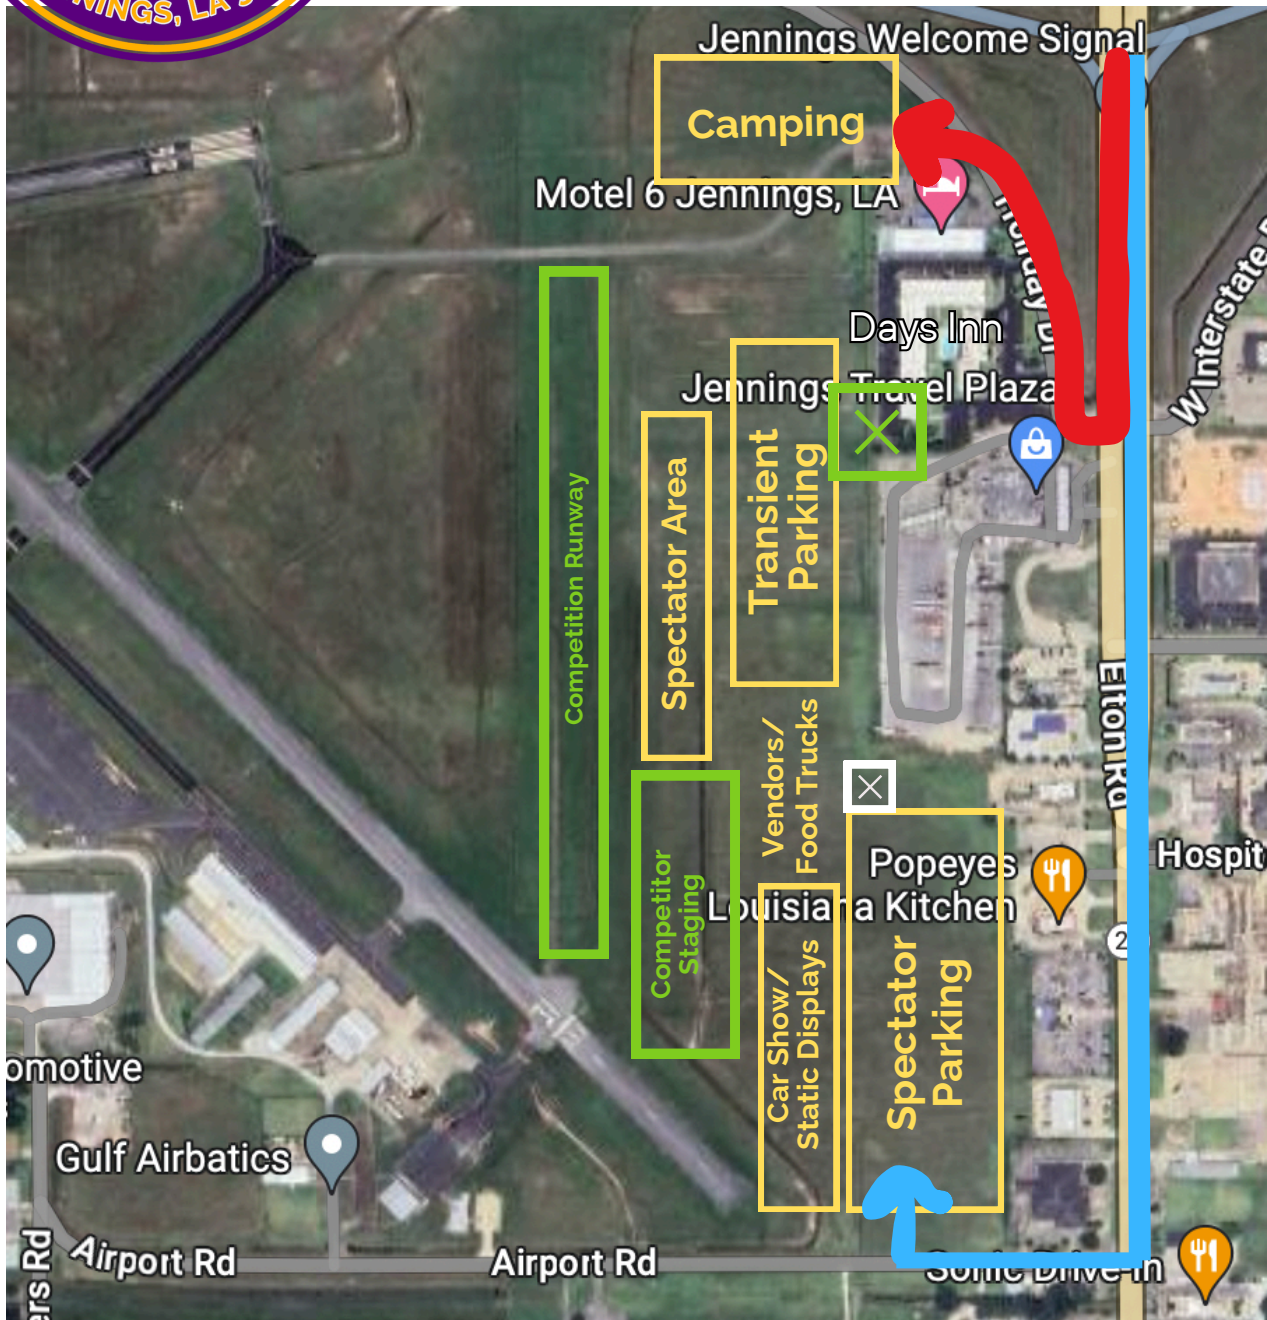 NINGS, LA
Jennings Welcome Signal
Camping
Motel 6 Jennings, LA
Holiday Dr
W Interstate
Days Inn
Jennings Travel Plaza
Transient
Parking
Spectator Area
Competition Runway
Elton Rd
Vendors/
Food Trucks
Hospit
Popeyes
Louisiana Kitchen
2
Competitor
Staging
Car Show/
Static Displays
Spectator
Parking
omotive
Gulf Airbatics
ers Rd
Airport Rd
Airport Rd
Sonic Drive-In